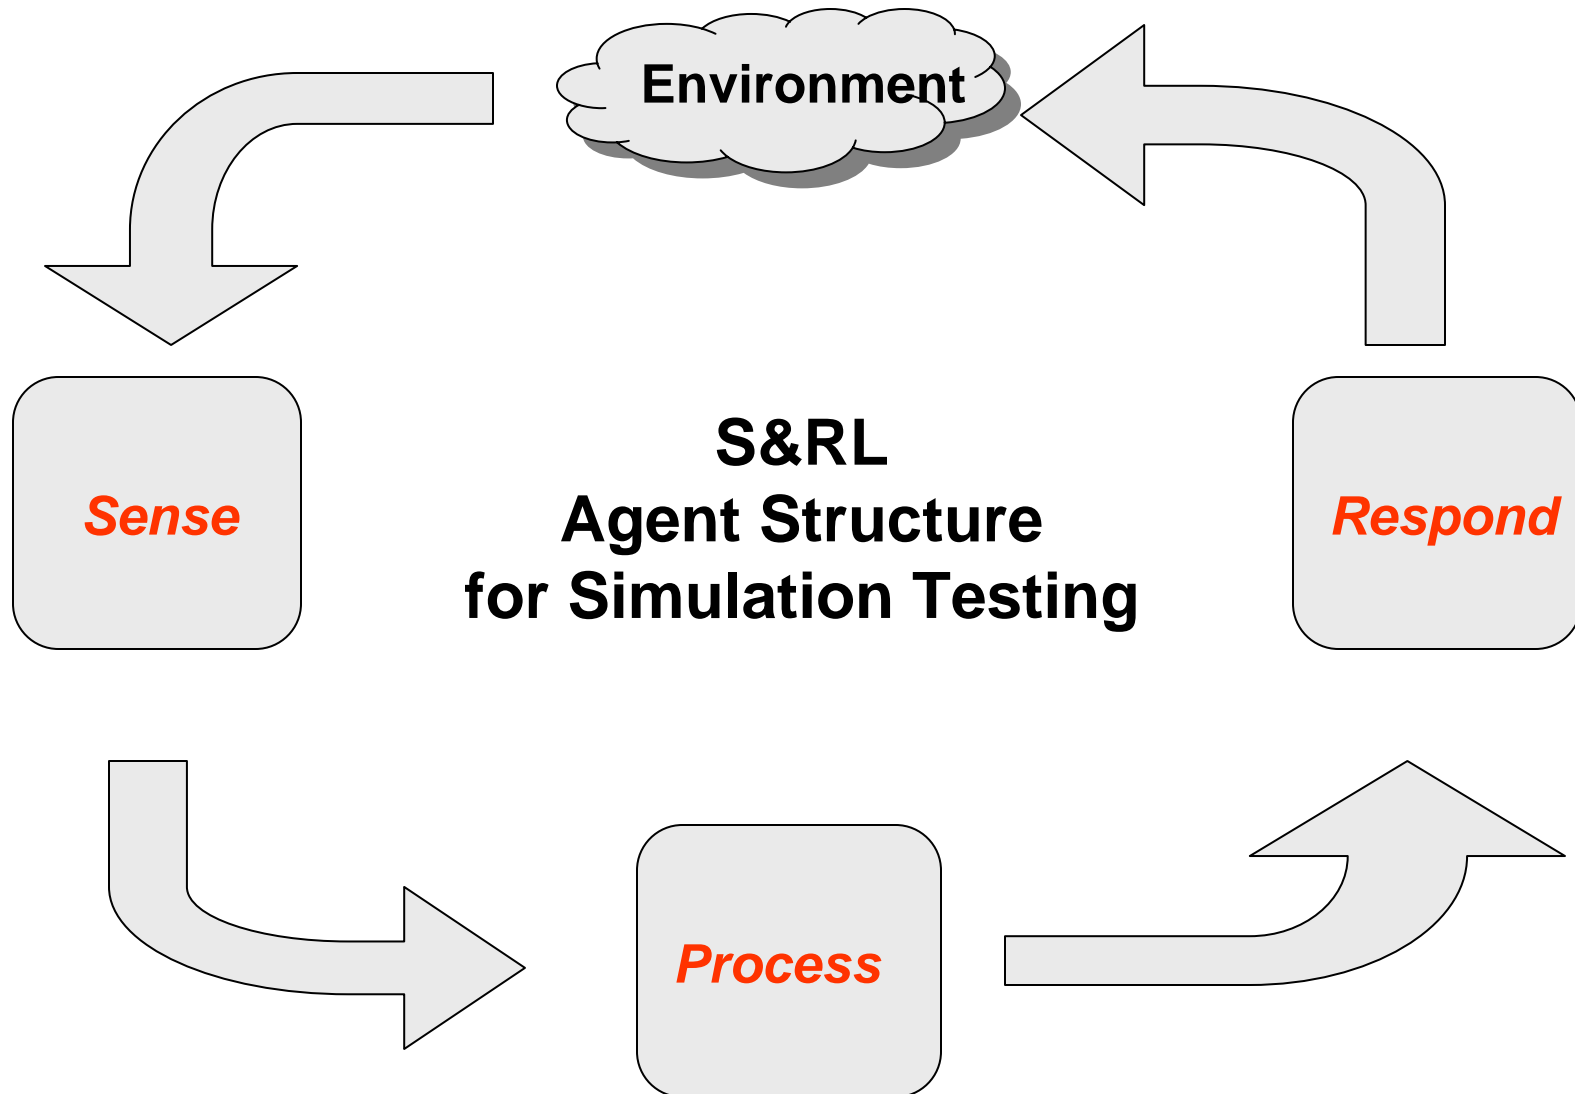 Environment
S&RL
Agent Structure
for Simulation Testing
Sense
Respond
Process